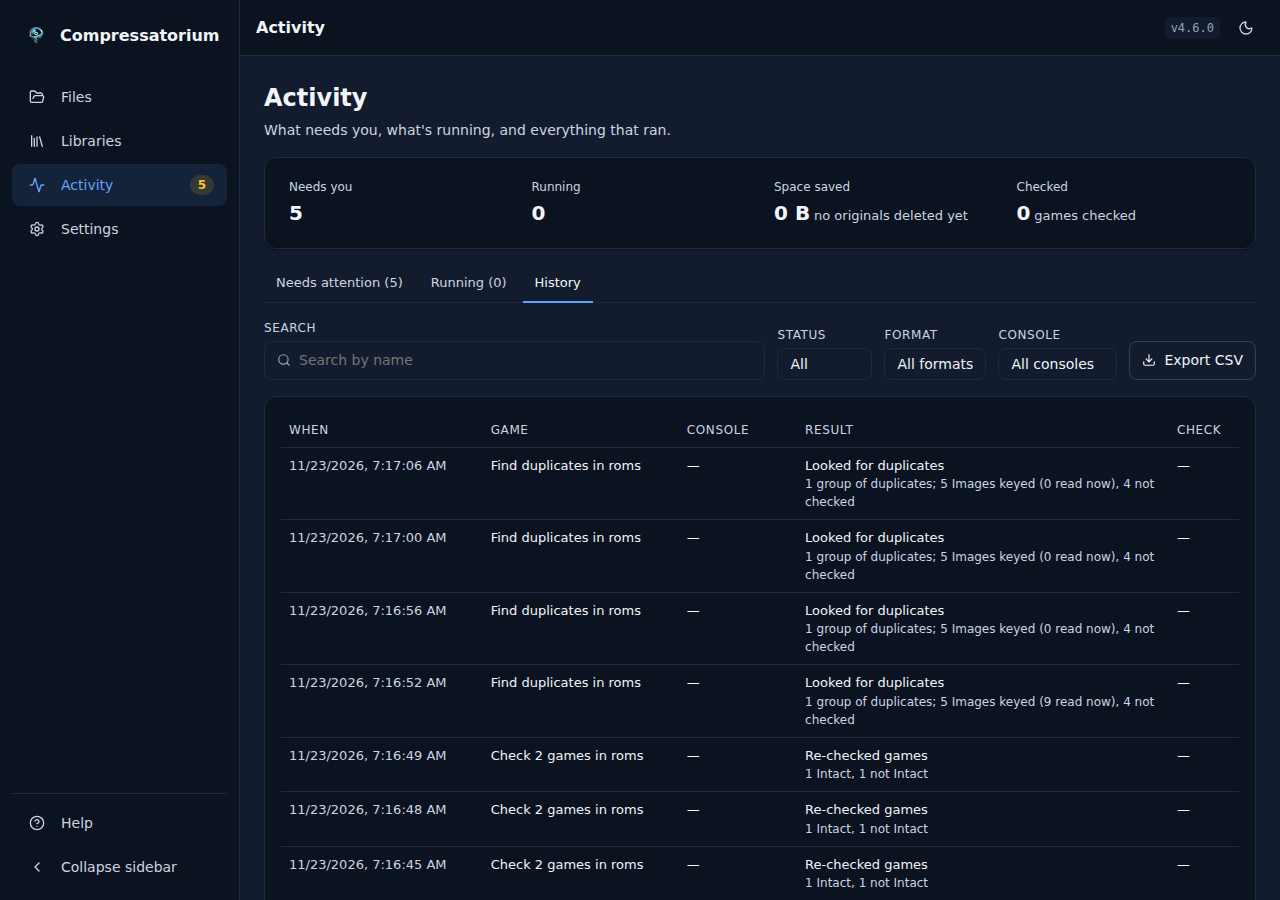 Compressatorium
Files
Libraries
Activity 5
Settings
Help
Collapse sidebar
Activity
v4.6.0
Activity
What needs you, what's running, and everything that ran.
Needs you
5
Running
0
Space saved
0 B no originals deleted yet
Checked
0 games checked
Needs attention (5) Running (0) History
SEARCH
Search by name
STATUS
All
FORMAT
All formats
CONSOLE
All consoles
Export CSV
WHEN GAME CONSOLE RESULT CHECK
11/23/2026, 7:17:06 AM Find duplicates in roms — Looked for duplicates —
1 group of duplicates; 5 Images keyed (0 read now), 4 not
checked
11/23/2026, 7:17:00 AM Find duplicates in roms — Looked for duplicates —
1 group of duplicates; 5 Images keyed (0 read now), 4 not
checked
11/23/2026, 7:16:56 AM Find duplicates in roms — Looked for duplicates —
1 group of duplicates; 5 Images keyed (0 read now), 4 not
checked
11/23/2026, 7:16:52 AM Find duplicates in roms — Looked for duplicates —
1 group of duplicates; 5 Images keyed (9 read now), 4 not
checked
11/23/2026, 7:16:49 AM Check 2 games in roms — Re-checked games —
1 Intact, 1 not Intact
11/23/2026, 7:16:48 AM Check 2 games in roms — Re-checked games —
1 Intact, 1 not Intact
11/23/2026, 7:16:45 AM Check 2 games in roms — Re-checked games —
1 Intact, 1 not Intact